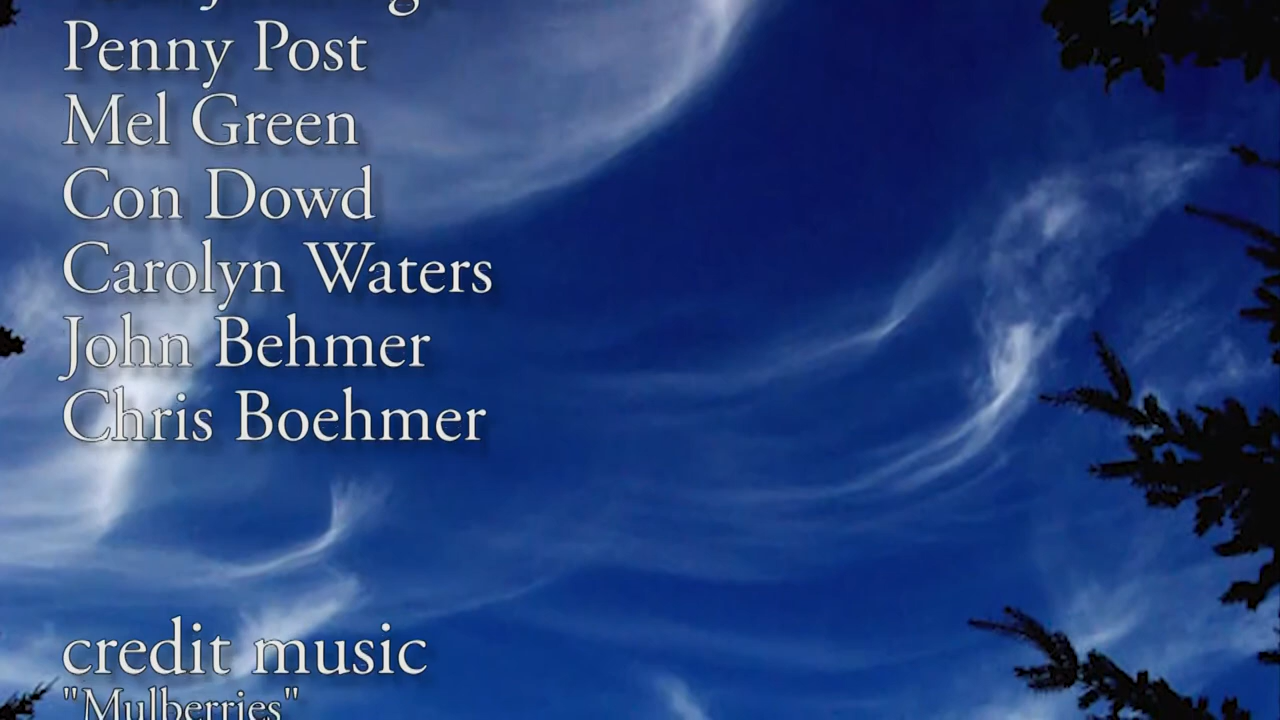 Penny Post
Mel Green
Con Dowd
Carolyn Waters
John Behmer
Chris Boehmer
credit music
"Mulberries"